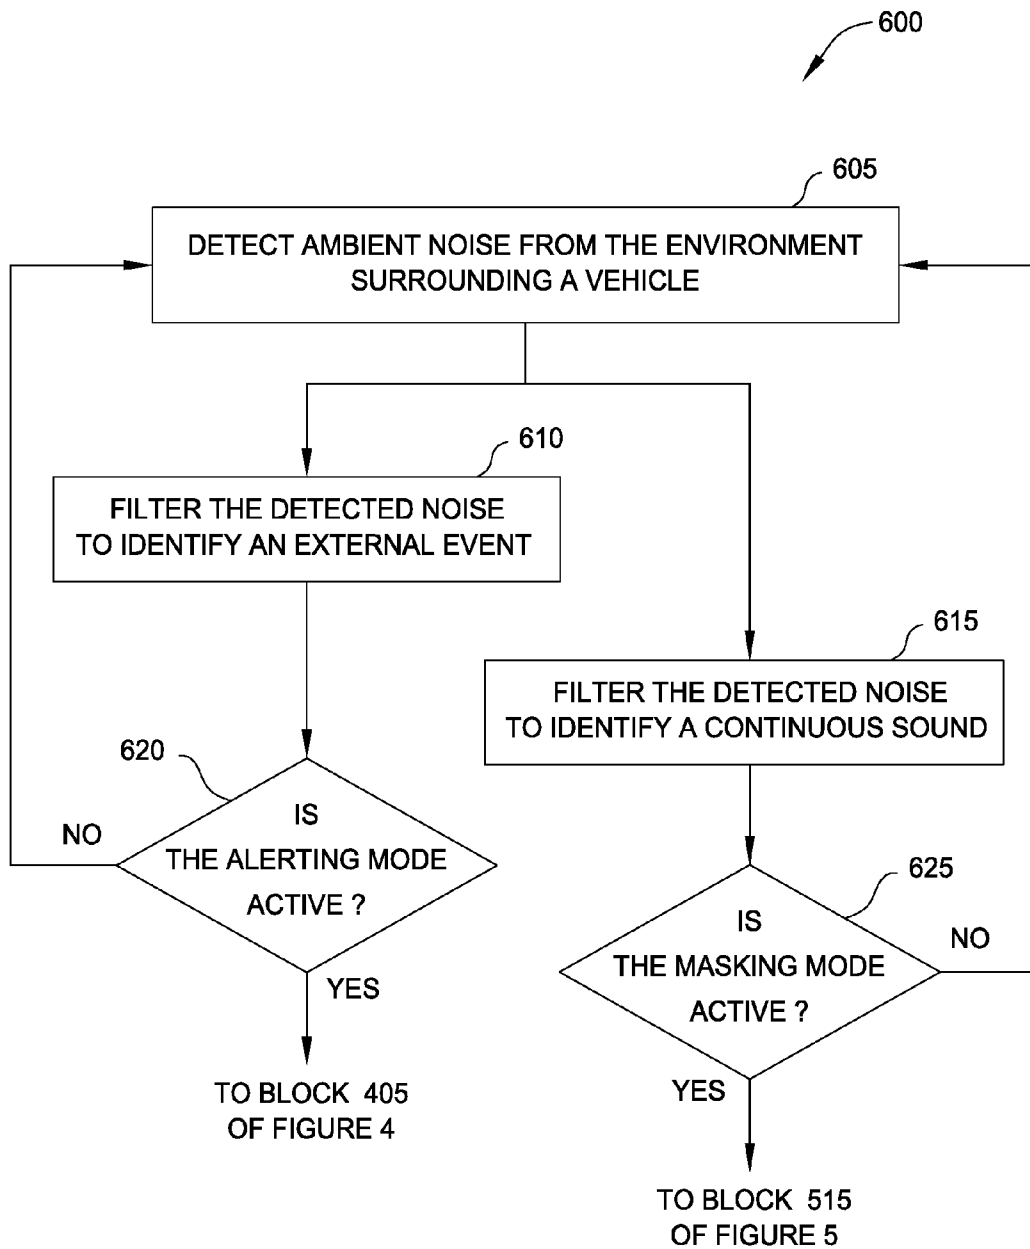 600
605
DETECT AMBIENT NOISE FROM THE ENVIRONMENT
SURROUNDING A VEHICLE
610
FILTER THE DETECTED NOISE
TO IDENTIFY AN EXTERNAL EVENT
615
FILTER THE DETECTED NOISE
TO IDENTIFY A CONTINUOUS SOUND
620
IS
THE ALERTING MODE
ACTIVE ?
NO
YES
TO BLOCK 405
OF FIGURE 4
625
IS
THE MASKING MODE
ACTIVE ?
NO
YES
TO BLOCK 515
OF FIGURE 5